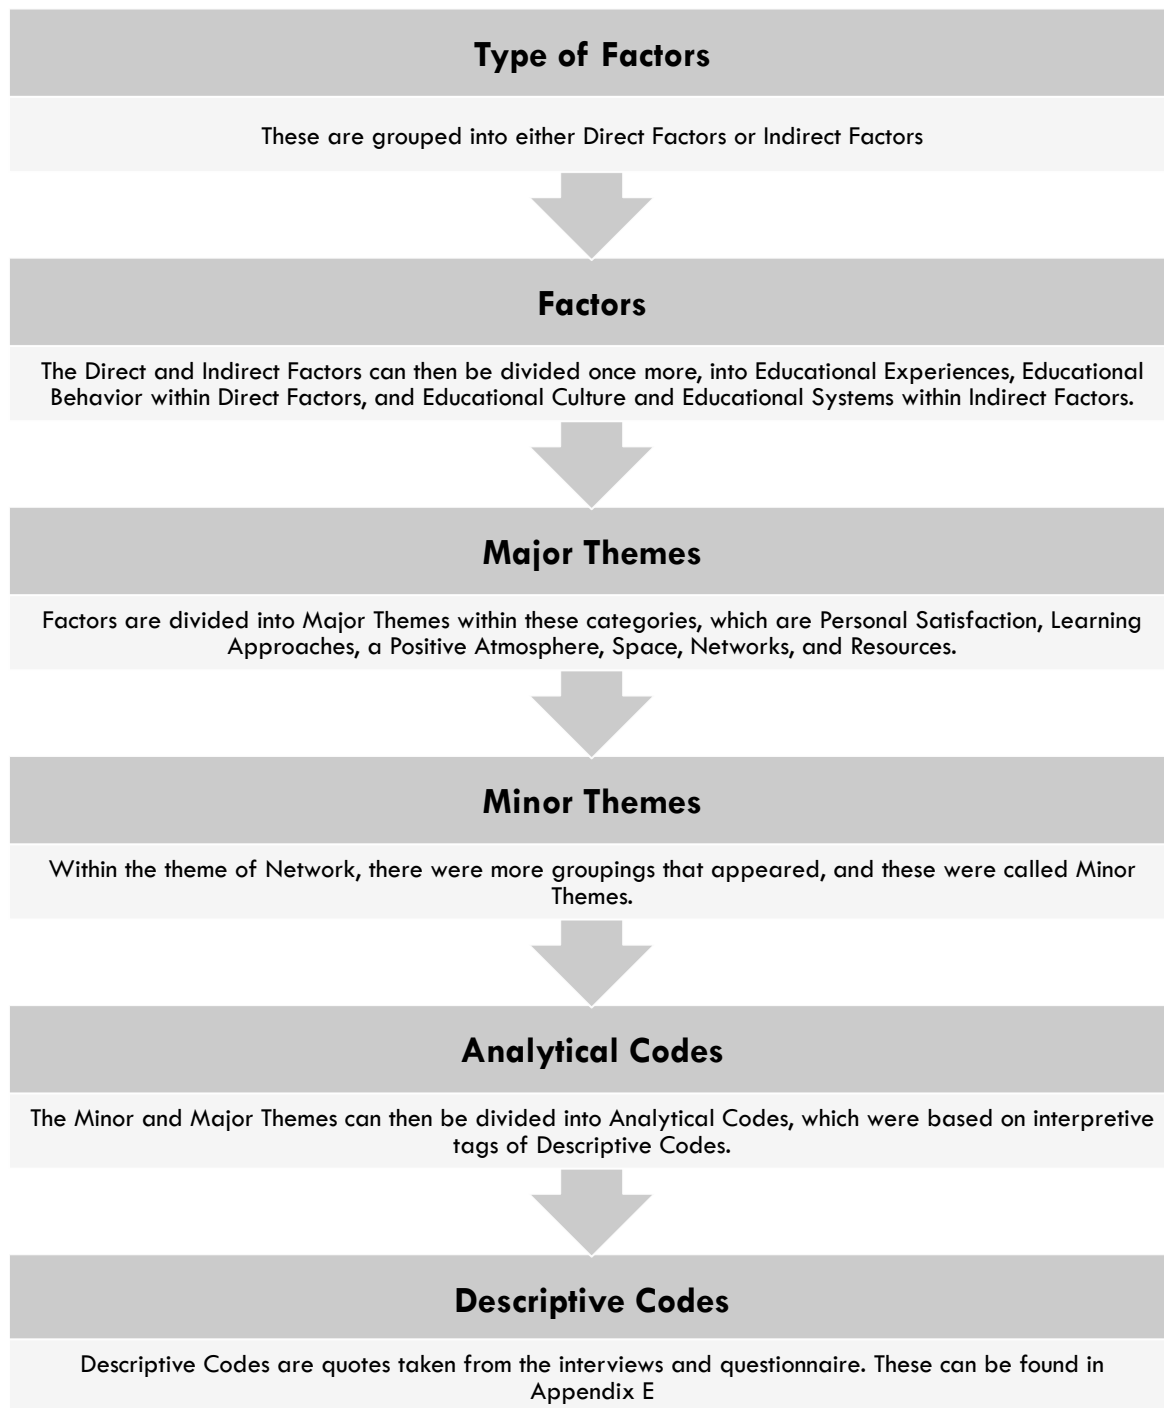 Type of Factors
These are grouped into either Direct Factors or Indirect Factors
Factors
The Direct and Indirect Factors can then be divided once more, into Educational Experiences, Educational
Behavior within Direct Factors, and Educational Culture and Educational Systems within Indirect Factors.
Major Themes
Factors are divided into Major Themes within these categories, which are Personal Satisfaction, Learning
Approaches, a Positive Atmosphere, Space, Networks, and Resources.
Minor Themes
Within the theme of Network, there were more groupings that appeared, and these were called Minor
Themes.
Analytical Codes
The Minor and Major Themes can then be divided into Analytical Codes, which were based on interpretive
tags of Descriptive Codes.
Descriptive Codes
Descriptive Codes are quotes taken from the interviews and questionnaire. These can be found in
Appendix E